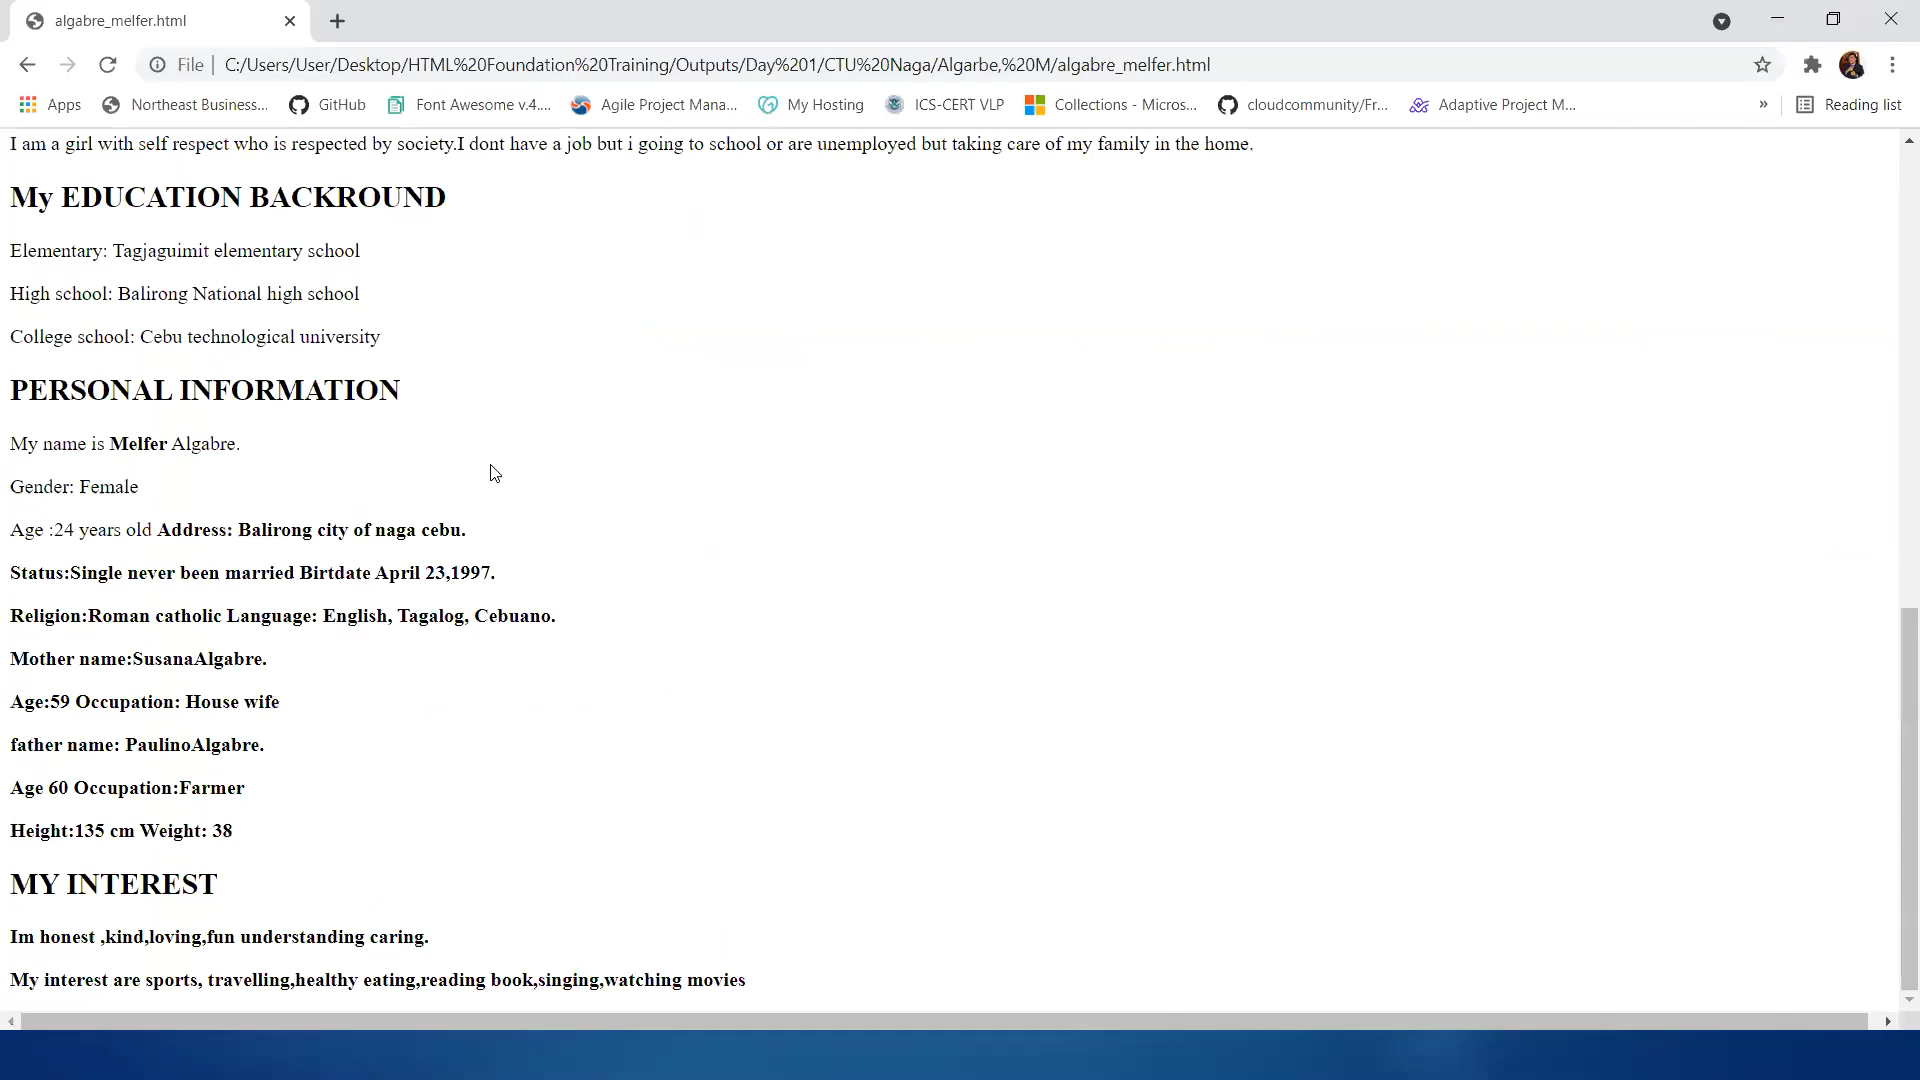 algabre_melfer.html
File | C:/Users/User/Desktop/HTML%20Foundation%20Training/Outputs/Day%201/CTU%20Naga/Algarbe,%20M/algabre_melfer.html
Apps Northeast Business... GitHub Font Awesome v.4.... Agile Project Mana... My Hosting ICS-CERT VLP Collections - Micros... cloudcommunity/Fr... Adaptive Project M... » Reading list
I am a girl with self respect who is respected by society.I dont have a job but i going to school or are unemployed but taking care of my family in the home.
My EDUCATION BACKROUND
Elementary: Tagjaguimit elementary school
High school: Balirong National high school
College school: Cebu technological university
PERSONAL INFORMATION
My name is Melfer Algabre.
Gender: Female
Age :24 years old Address: Balirong city of naga cebu.
Status:Single never been married Birtdate April 23,1997.
Religion:Roman catholic Language: English, Tagalog, Cebuano.
Mother name:SusanaAlgabre.
Age:59 Occupation: House wife
father name: PaulinoAlgabre.
Age 60 Occupation:Farmer
Height:135 cm Weight: 38
MY INTEREST
Im honest ,kind,loving,fun understanding caring.
My interest are sports, travelling,healthy eating,reading book,singing,watching movies